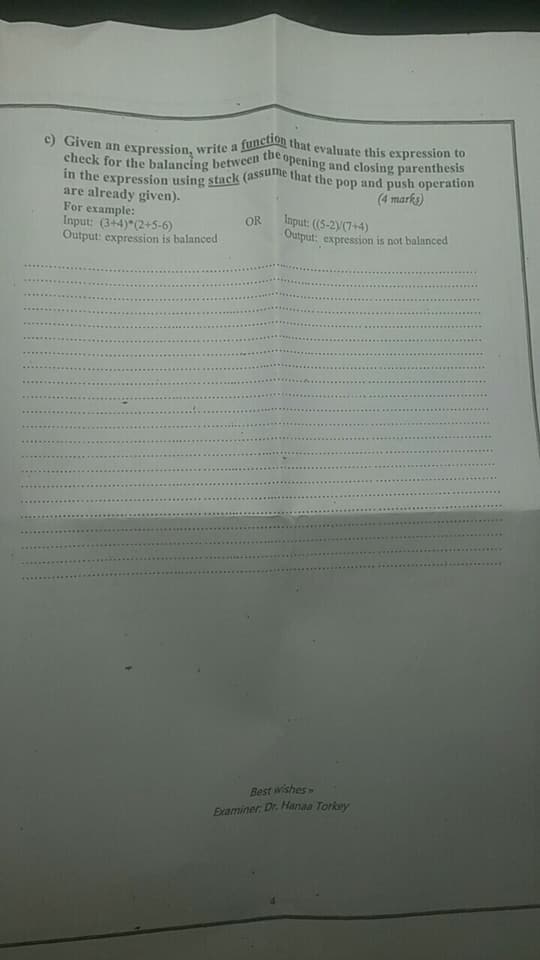 c) Given an expression, write a function that evaluate this expression to
check for the balancing between the opening and closing parenthesis
in the expression using stack (assume that the pop and push operation
are already given).
(4 marks)
For example:
Input: (3+4)*(2+5-6) OR Input: ((5-2)/(7+4)
Output: expression is balanced Output: expression is not balanced
Best wishes »
Examiner: Dr. Hanaa Torkey
4